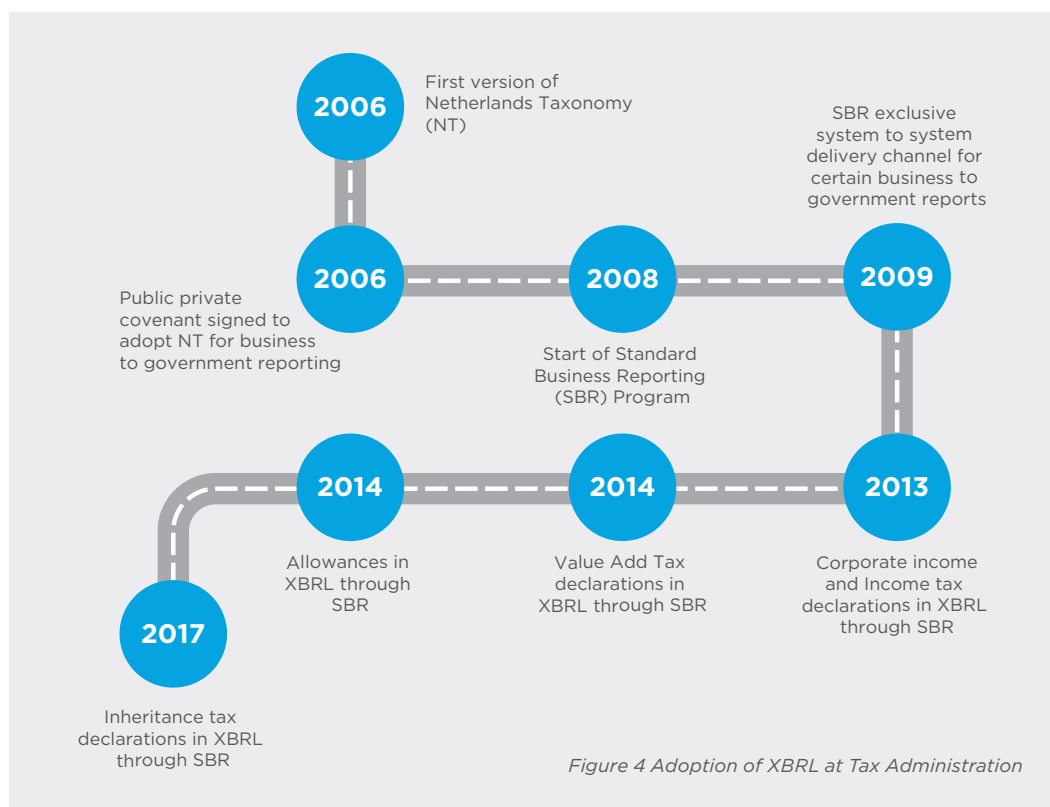 2006
First version of
Netherlands Taxonomy
(NT)
2006
Public private
covenant signed to
adopt NT for business
to government reporting
2008
Start of Standard
Business Reporting
(SBR) Program
SBR exclusive
system to system
delivery channel for
certain business to
government reports
2009
2013
Corporate income
and Income tax
declarations in XBRL
through SBR
2014
Value Add Tax
declarations in
XBRL through SBR
2014
Allowances in
XBRL through
SBR
2017
Inheritance tax
declarations in XBRL
through SBR
Figure 4 Adoption of XBRL at Tax Administration